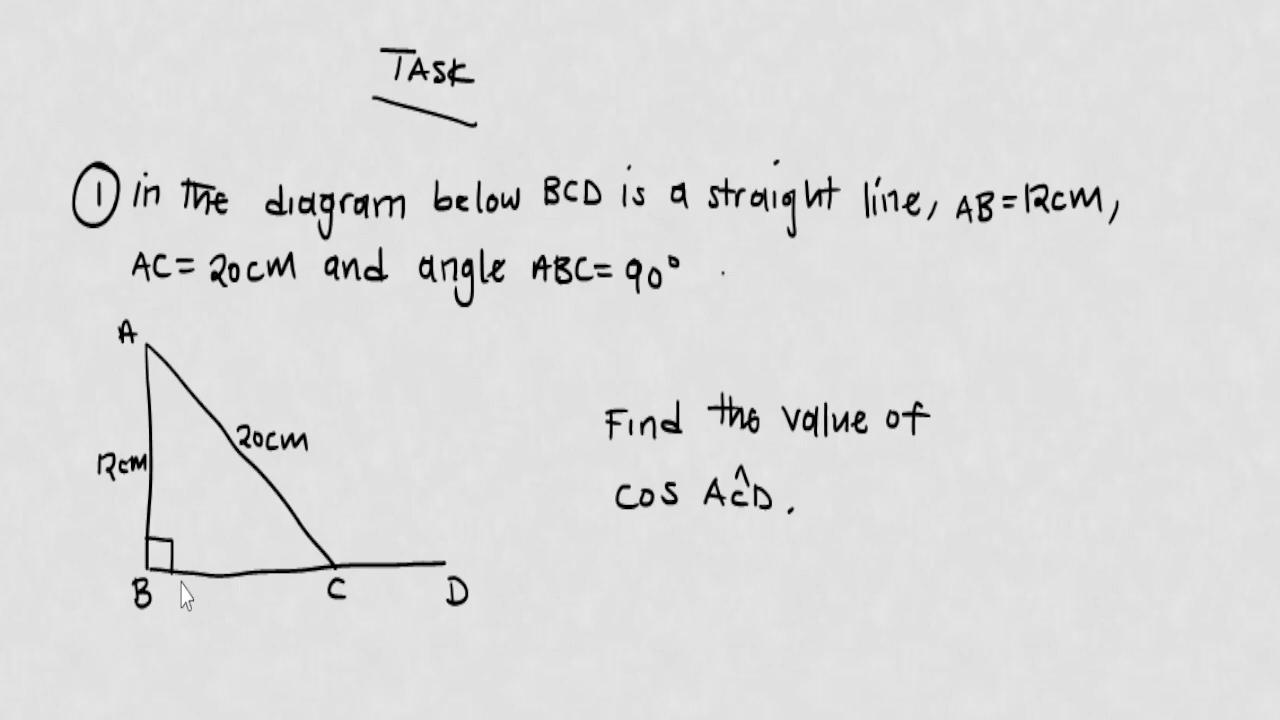 TASK
① in the diagram below BCD is a straight line, AB=12cm,
AC=20cm and angle ABC=90°.
A
20cm
12cm
Find the value of
cos AĈD.
B
C
D